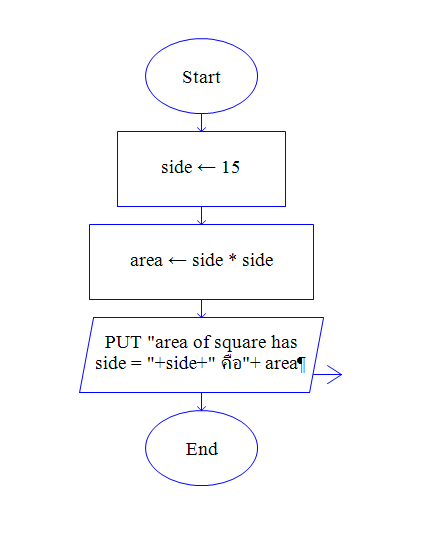 Start
side ← 15
area ← side * side
PUT "area of square has
side = "+side+" คือ"+ area¶
End